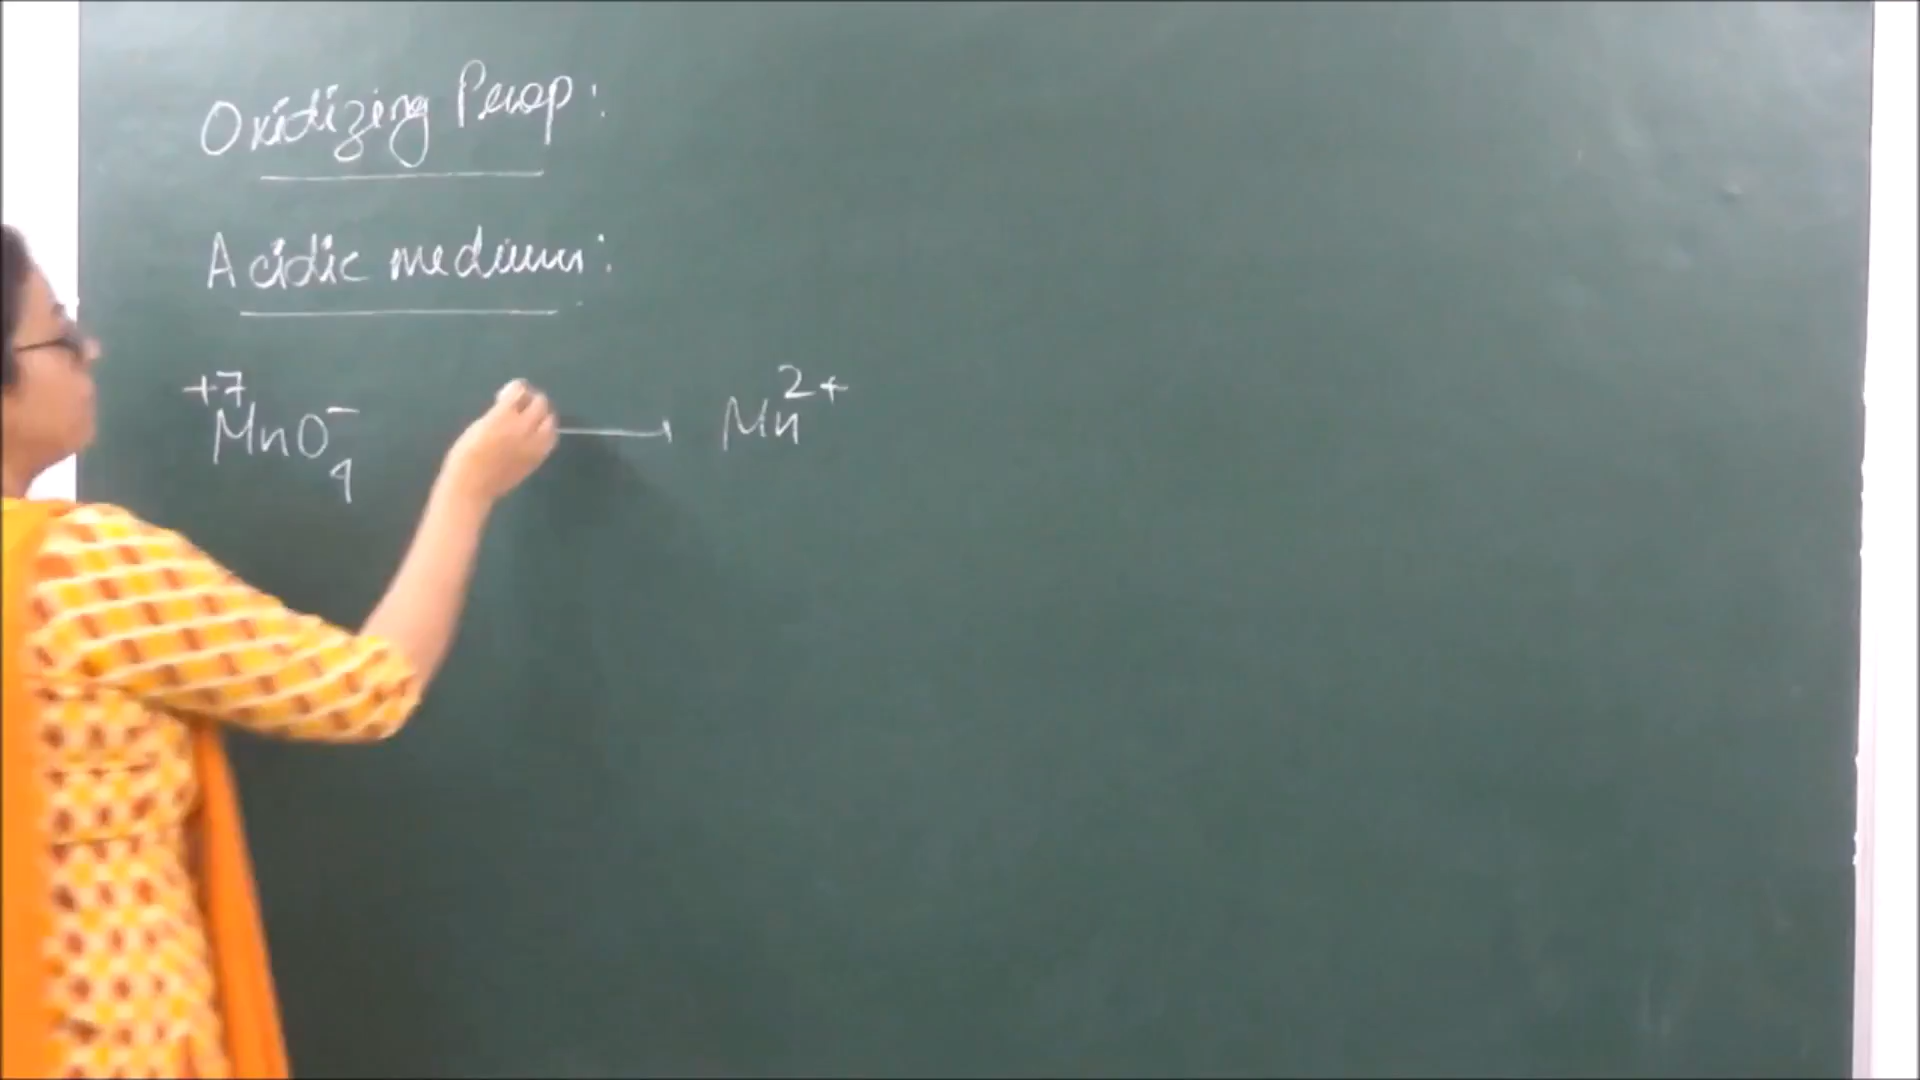 Oxidizing Prop:
Acidic medium:
+7
MnO₄⁻ → Mn²⁺